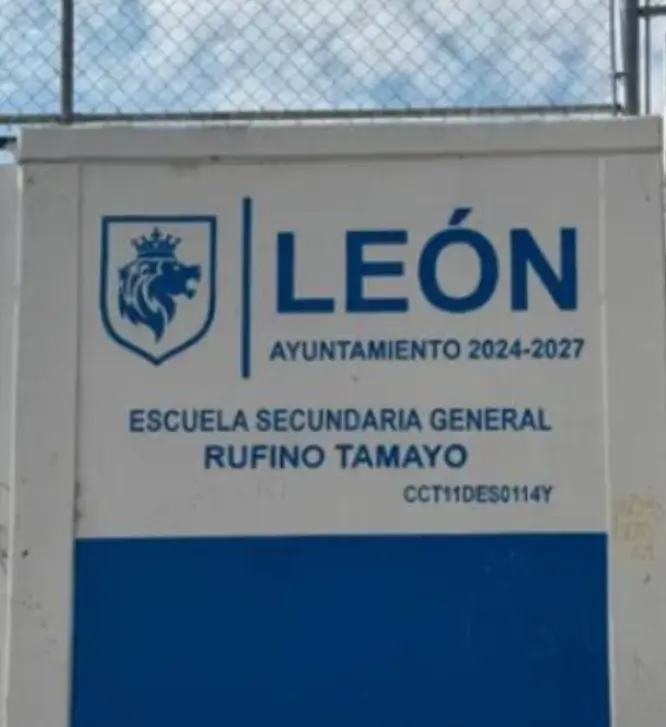 LEÓN
AYUNTAMIENTO 2024-2027
ESCUELA SECUNDARIA GENERAL
RUFINO TAMAYO
CCT11DES0114Y